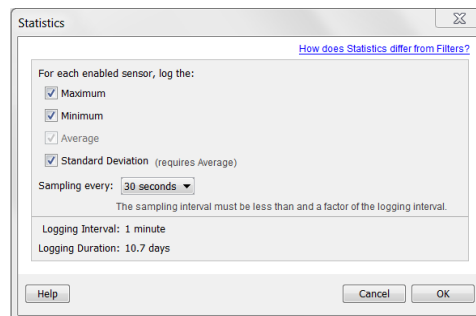 Statistics
How does Statistics differ from Filters?
For each enabled sensor, log the:
Maximum
Minimum
Average
Standard Deviation (requires Average)
Sampling every: 30 seconds
The sampling interval must be less than and a factor of the logging interval.
Logging Interval: 1 minute
Logging Duration: 10.7 days
Help Cancel OK